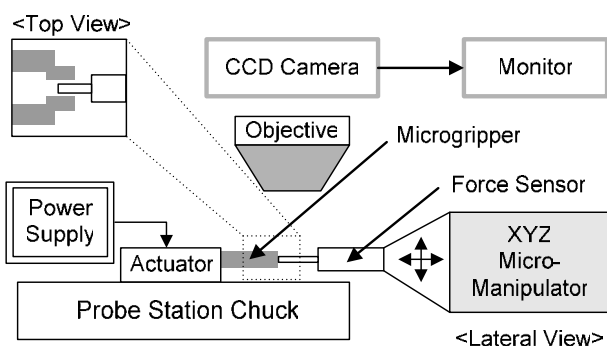 <Top View>
CCD Camera
Monitor
Objective
Microgripper
Force Sensor
Power
Supply
Actuator
XYZ
Micro-
Manipulator
Probe Station Chuck
<Lateral View>